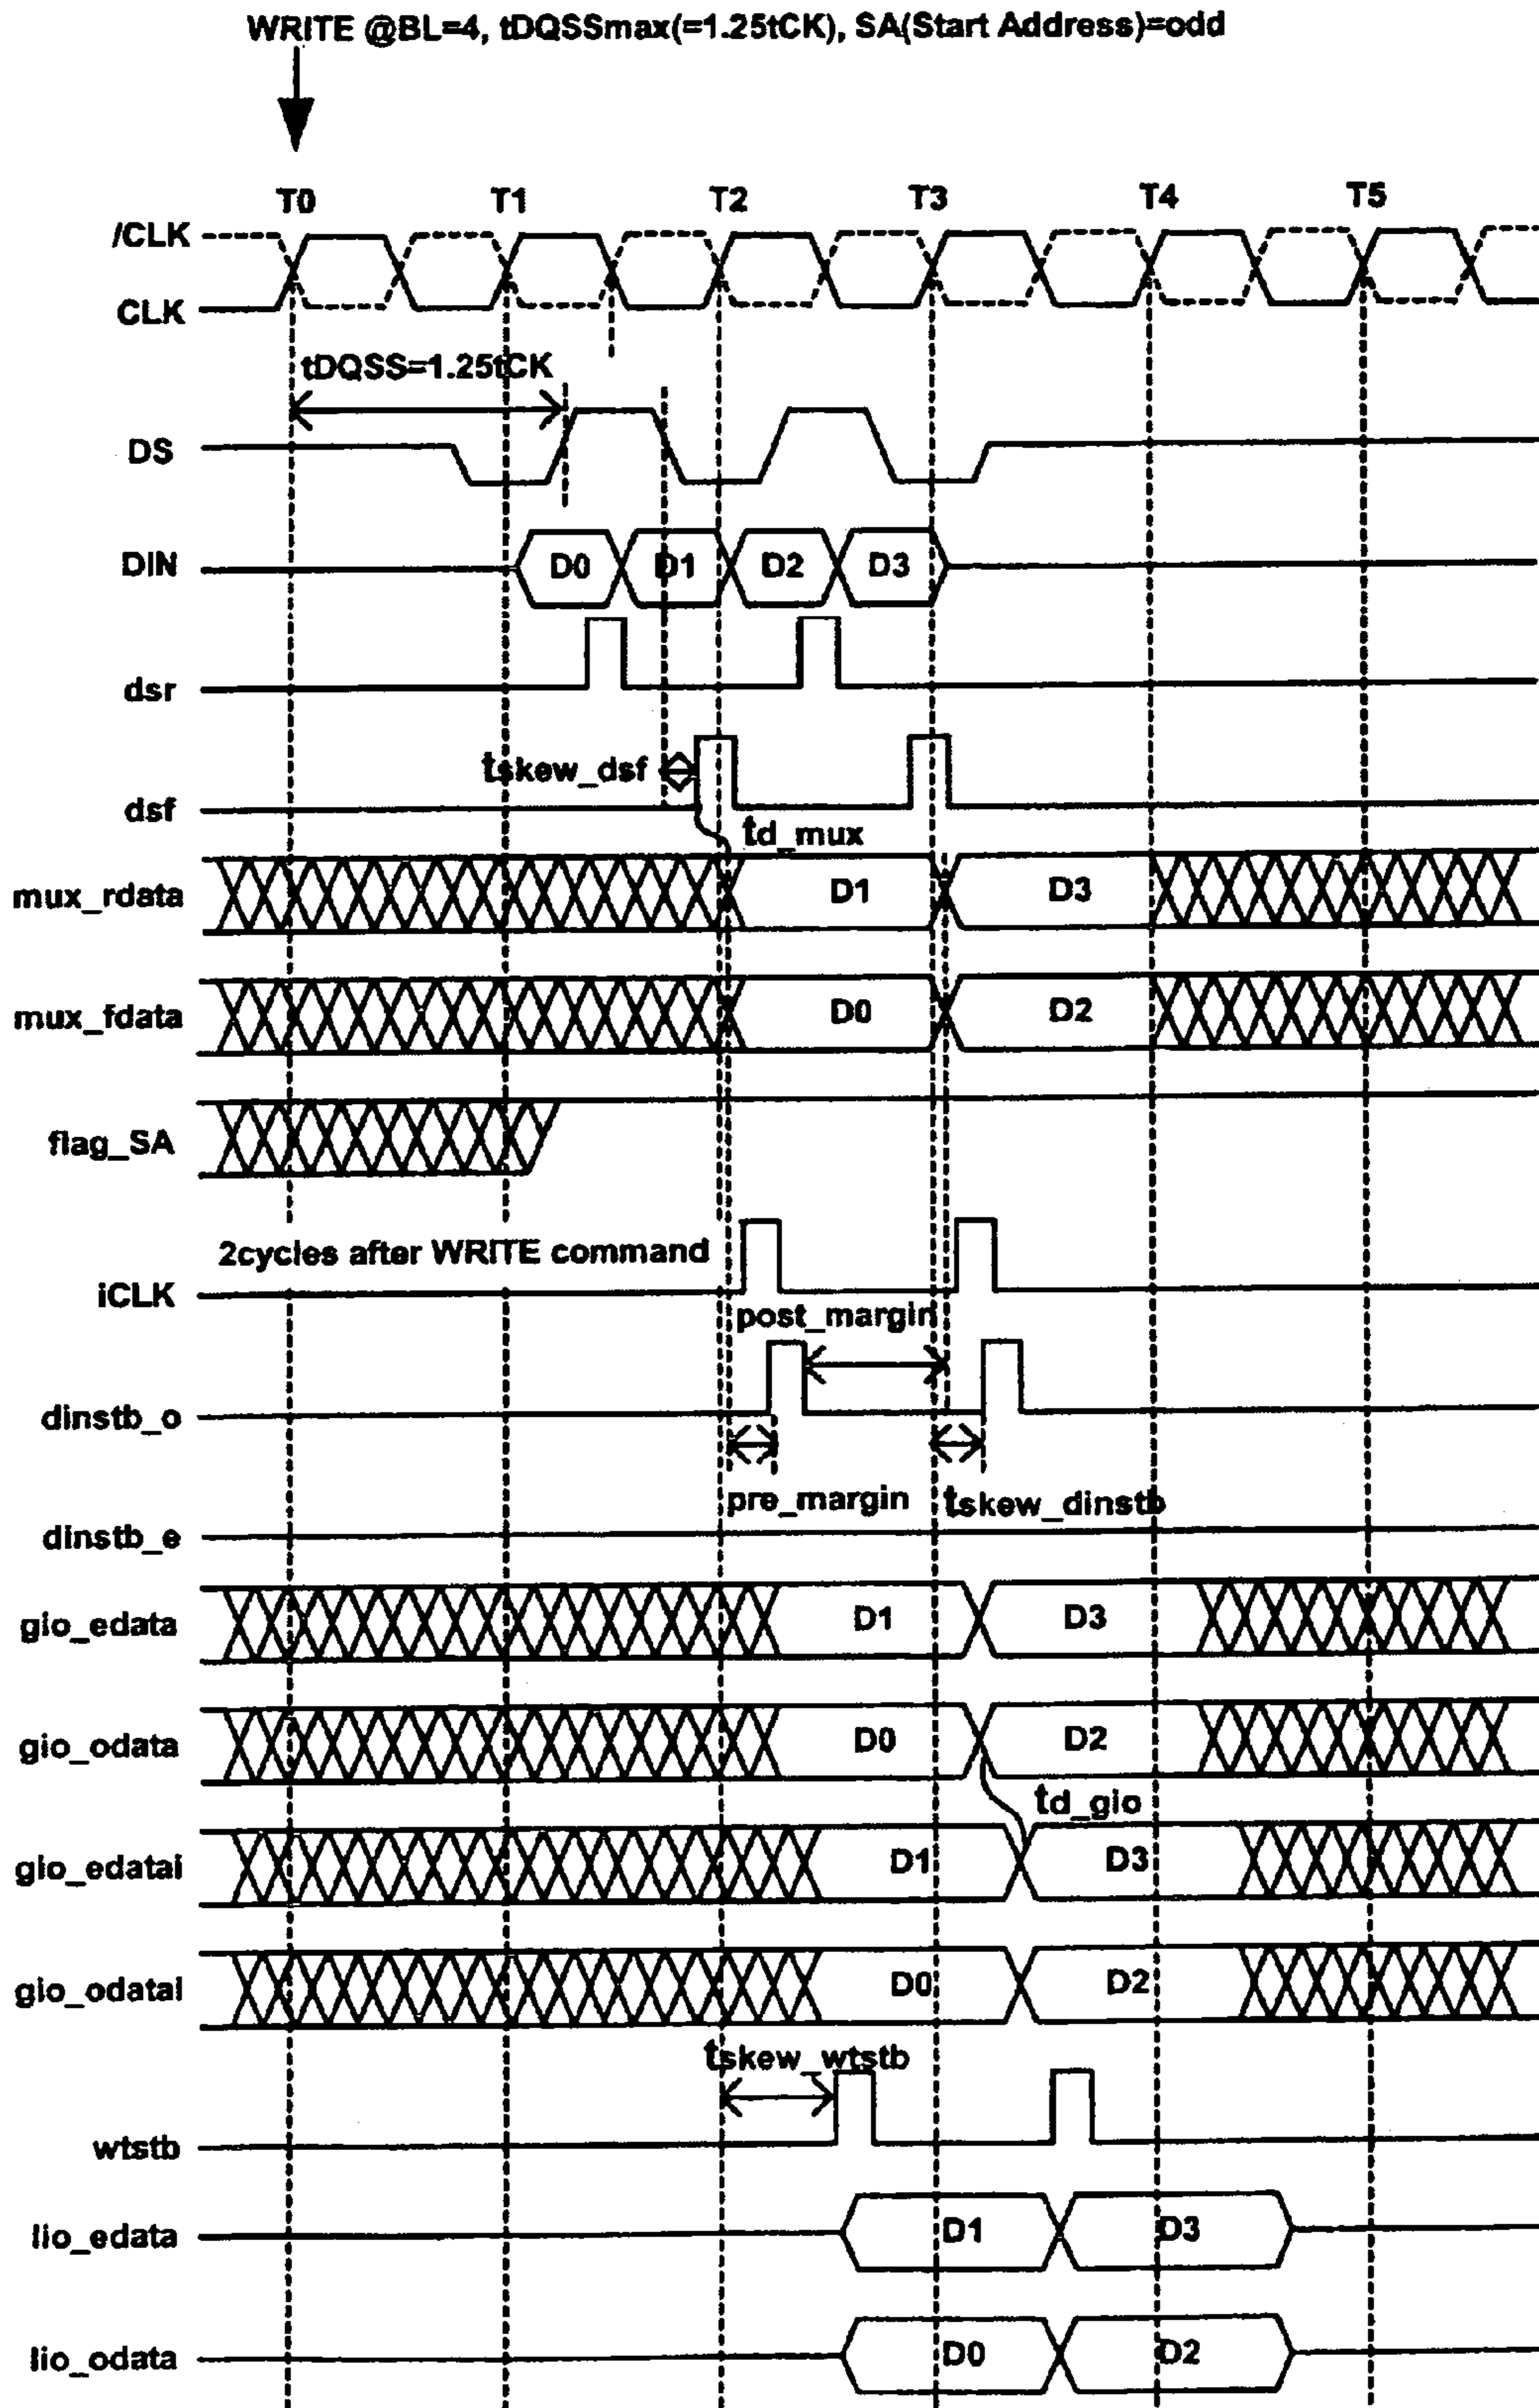 WRITE @BL=4, tDQSSmax(=1.25tCK), SA(Start Address)=odd
T0 T1 T2 T3 T4 T5
/CLK
CLK
tDQSS=1.25tCK
DS
DIN D0 D1 D2 D3
dsr
tskew_dsf
dsf
td_mux
mux_rdata D1 D3
mux_fdata D0 D2
flag_SA
2cycles after WRITE command
iCLK
post_margin
dinstb_o
pre_margin tskew_dinstb
dinstb_e
gio_edata D1 D3
gio_odata D0 D2
td_gio
gio_edatai D1 D3
gio_odatai D0 D2
tskew_wtstb
wtstb
lio_edata D1 D3
lio_odata D0 D2